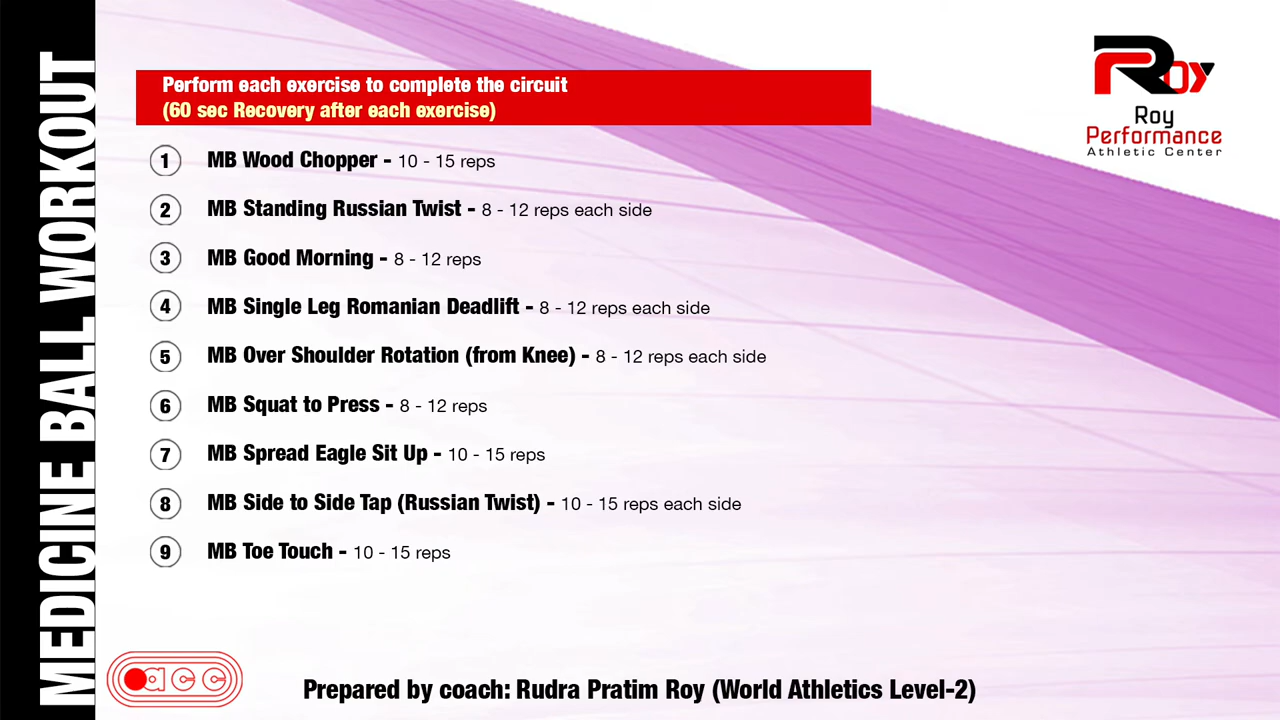 MEDICINE BALL WORKOUT
Perform each exercise to complete the circuit
(60 sec Recovery after each exercise)
1 MB Wood Chopper - 10 - 15 reps
2 MB Standing Russian Twist - 8 - 12 reps each side
3 MB Good Morning - 8 - 12 reps
4 MB Single Leg Romanian Deadlift - 8 - 12 reps each side
5 MB Over Shoulder Rotation (from Knee) - 8 - 12 reps each side
6 MB Squat to Press - 8 - 12 reps
7 MB Spread Eagle Sit Up - 10 - 15 reps
8 MB Side to Side Tap (Russian Twist) - 10 - 15 reps each side
9 MB Toe Touch - 10 - 15 reps
Roy
Roy
Performance
Athletic Center
acc
Prepared by coach: Rudra Pratim Roy (World Athletics Level-2)